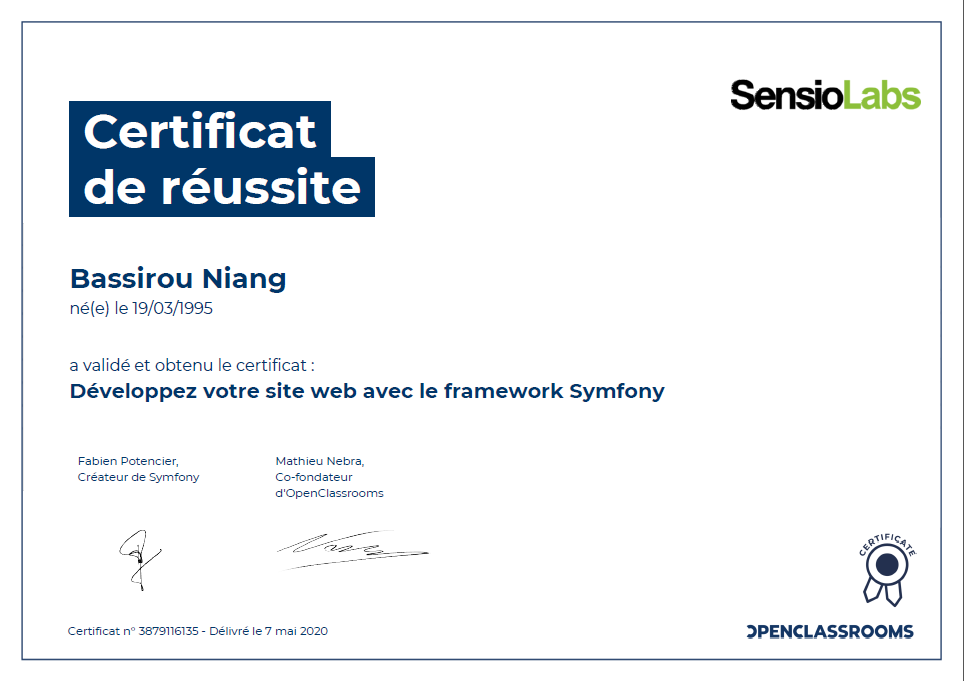 SensioLabs
Certificat
de réussite
Bassirou Niang
né(e) le 19/03/1995
a validé et obtenu le certificat :
Développez votre site web avec le framework Symfony
Fabien Potencier,
Créateur de Symfony
Mathieu Nebra,
Co-fondateur
d'OpenClassrooms
CERTIFICATE
Certificat n° 3879116135 - Délivré le 7 mai 2020
OPENCLASSROOMS